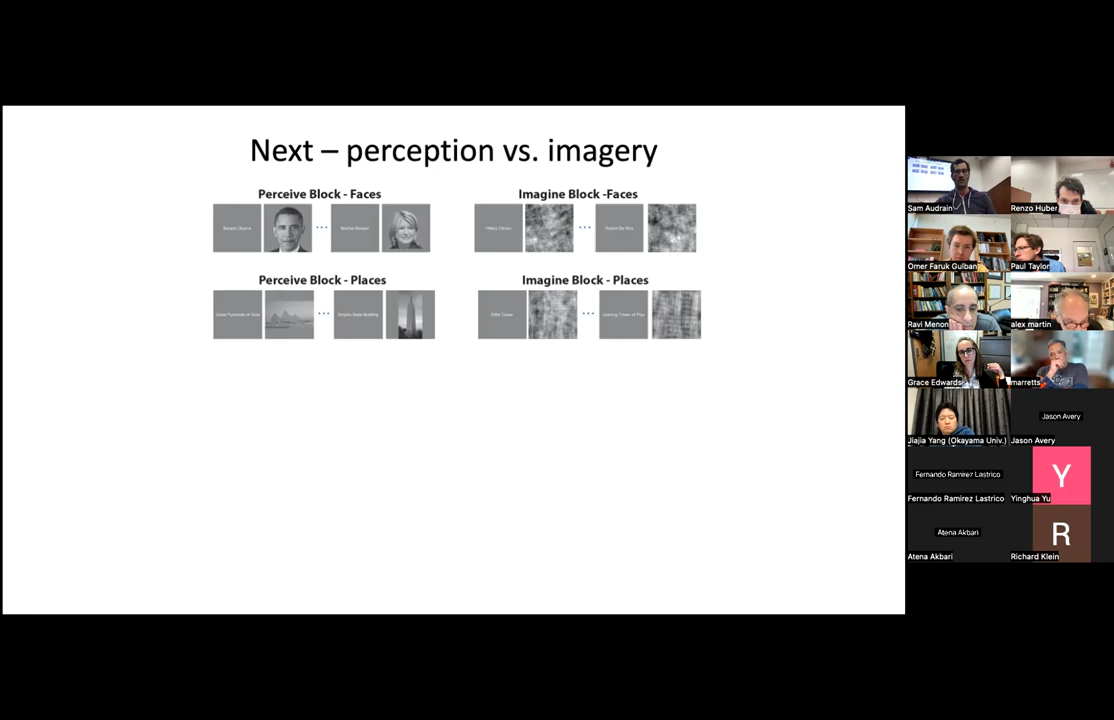 Next – perception vs. imagery
Perceive Block - Faces
Imagine Block -Faces
Barack Obama
...
Martha Stewart
Hillary Clinton
...
Robert De Niro
Perceive Block - Places
Imagine Block - Places
Great Pyramids of Giza
...
Empire State Building
Eiffel Tower
...
Leaning Tower of Pisa
Sam Audrain
Renzo Huber
Omer Faruk Gulban
Paul Taylor
Ravi Menon
alex martin
Grace Edwards
marretts
Jiajia Yang (Okayama Univ.)
Jason Avery
Jason Avery
Fernando Ramirez Lastrico
Fernando Ramirez Lastrico
Y
Yinghua Yu
Atena Akbari
Atena Akbari
R
Richard Klein